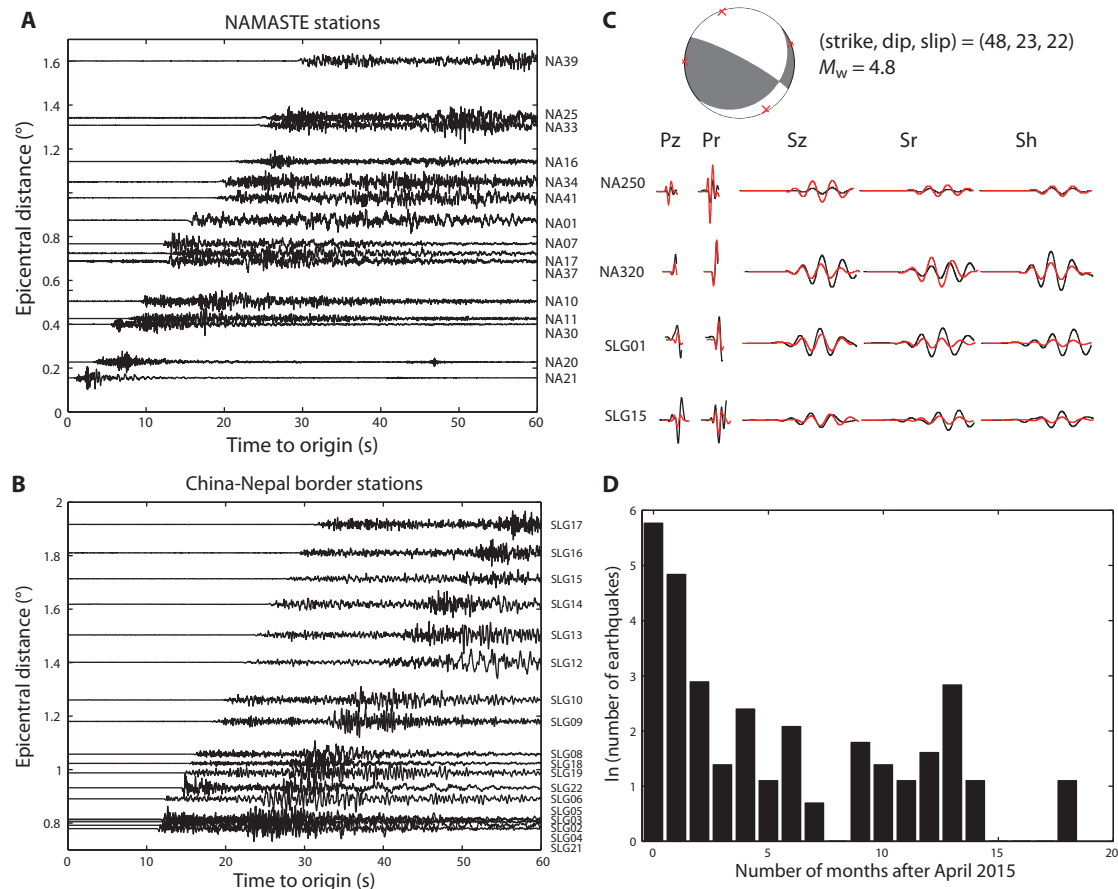 A
NAMASTE stations
Epicentral distance (°)
1.6
1.4
1.2
0.8
0.6
0.4
0.2
0
NA39
NA25
NA33
NA16
NA34
NA41
NA01
NA07
NA17
NA37
NA10
NA11
NA30
NA20
NA21
0 10 20 30 40 50 60
Time to origin (s)
B
China-Nepal border stations
Epicentral distance (°)
2
1.8
1.6
1.4
1.2
1
0.8
SLG17
SLG16
SLG15
SLG14
SLG13
SLG12
SLG10
SLG09
SLG08
SLG18
SLG19
SLG22
SLG06
SLG05
SLG03
SLG02
SLG04
SLG21
0 10 20 30 40 50 60
Time to origin (s)
C
(strike, dip, slip) = (48, 23, 22)
Mw = 4.8
Pz Pr Sz Sr Sh
NA250
NA320
SLG01
SLG15
D
ln (number of earthquakes)
6
5
4
3
2
1
0
0 5 10 15 20
Number of months after April 2015